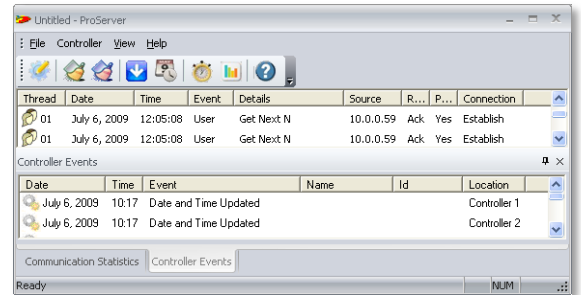 Untitled - ProServer
File Controller View Help
Thread Date Time Event Details Source R... P... Connection
01 July 6, 2009 12:05:08 User Get Next N 10.0.0.59 Ack Yes Establish
01 July 6, 2009 12:05:08 User Get Next N 10.0.0.59 Ack Yes Establish
Controller Events
Date Time Event Name Id Location
July 6, 2009 10:17 Date and Time Updated Controller 1
July 6, 2009 10:17 Date and Time Updated Controller 2
Communication Statistics Controller Events
Ready NUM